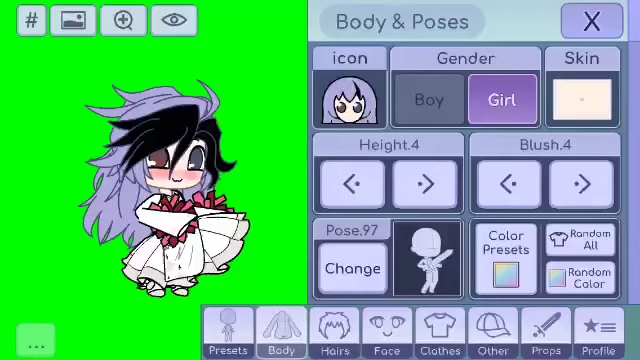 #
Body & Poses
X
icon
Gender
Skin
Boy
Girl
Height.4
Blush.4
Pose.97
Change
Color
Presets
Random
All
Random
Color
...
Presets
Body
Hairs
Face
Clothes
Other
Props
Profile